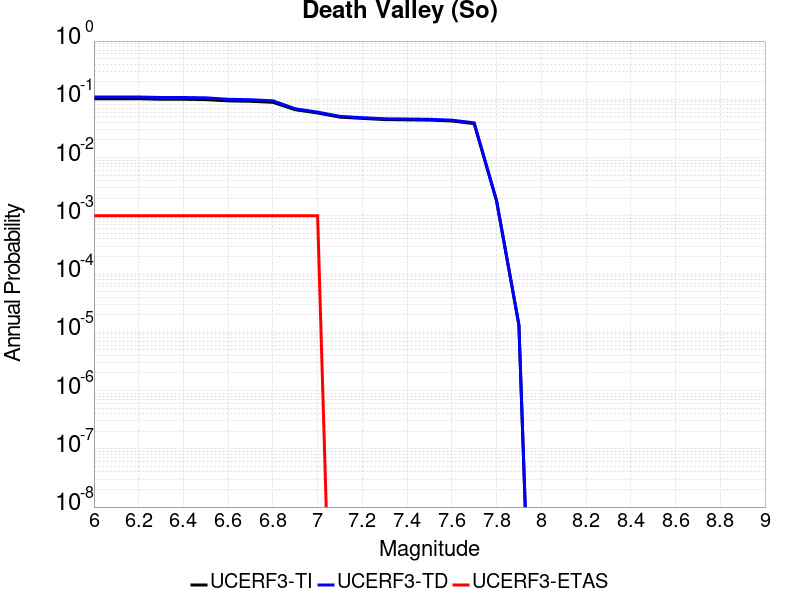 Death Valley (So)
10^0
10^-1
10^-2
10^-3
10^-4
10^-5
10^-6
10^-7
10^-8
Annual Probability
6 6.2 6.4 6.6 6.8 7 7.2 7.4 7.6 7.8 8 8.2 8.4 8.6 8.8 9
Magnitude
UCERF3-TI UCERF3-TD UCERF3-ETAS